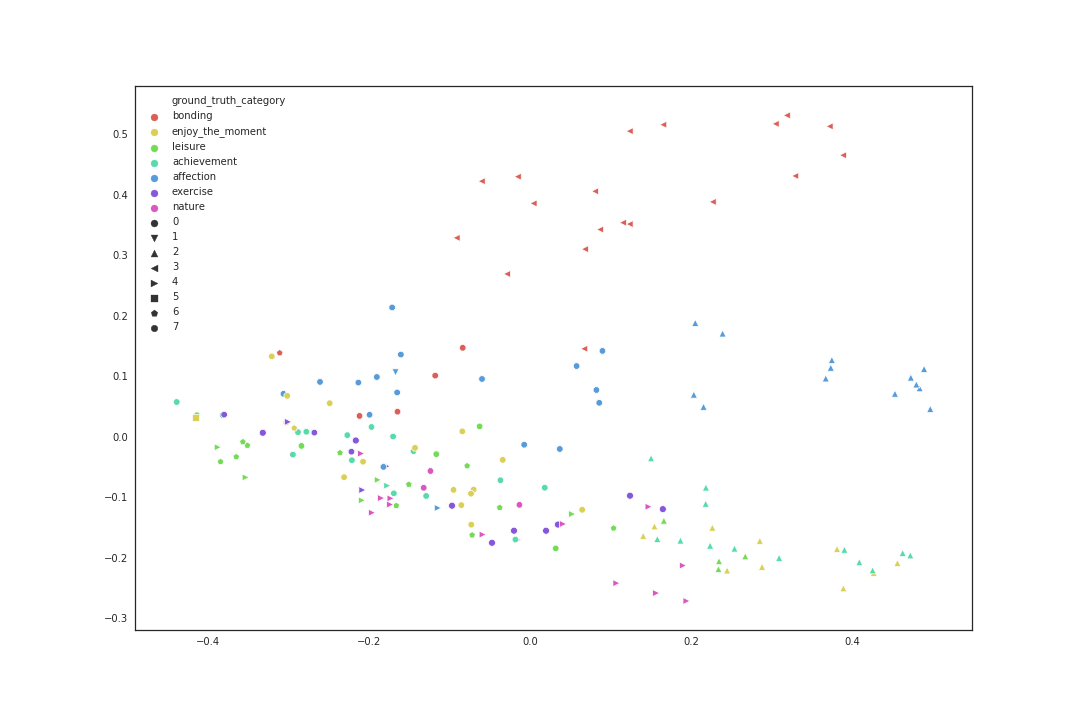 ground_truth_category
bonding
enjoy_the_moment
leisure
achievement
affection
exercise
nature
0
1
2
3
4
5
6
7
0.5
0.4
0.3
0.2
0.1
0.0
−0.1
−0.2
−0.3
−0.4 −0.2 0.0 0.2 0.4